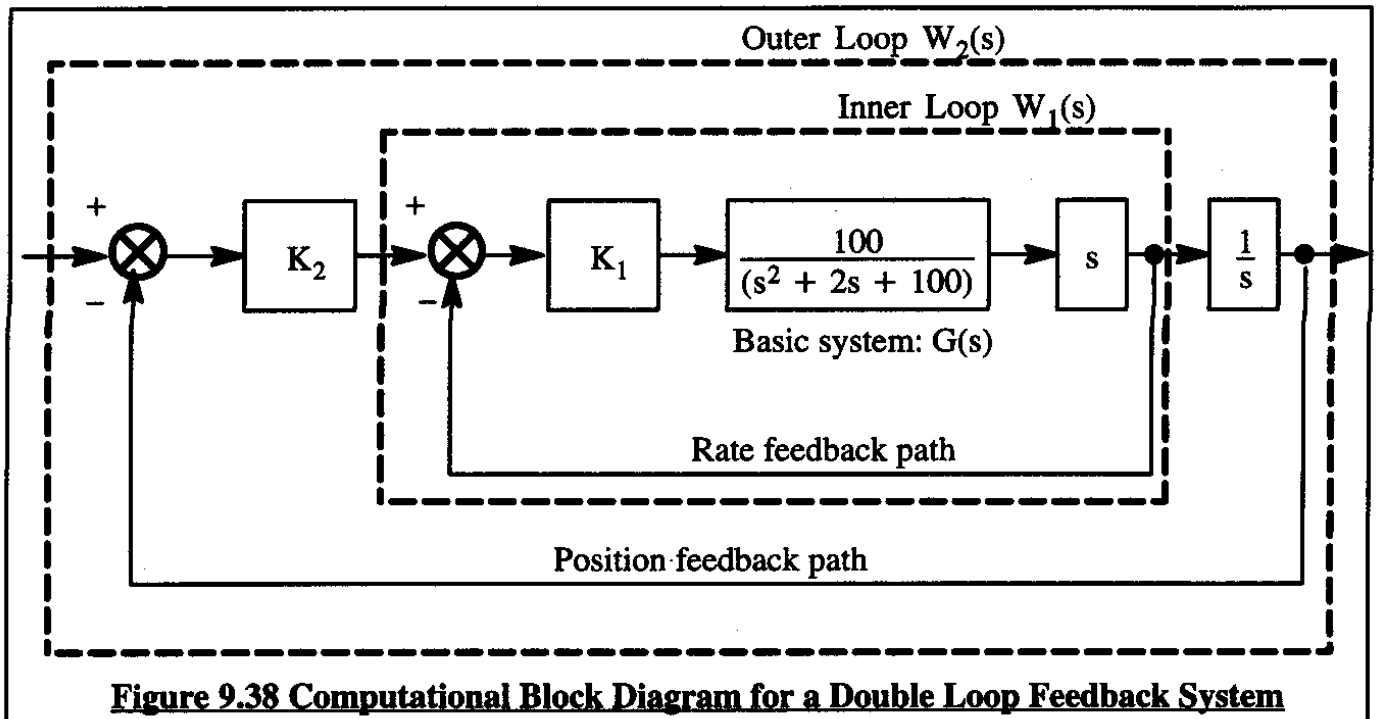 Outer Loop W₂(s)
Inner Loop W₁(s)
+
−
K₂
+
−
K₁
100
(s² + 2s + 100)
s
1
s
Basic system: G(s)
Rate feedback path
Position feedback path
Figure 9.38 Computational Block Diagram for a Double Loop Feedback System